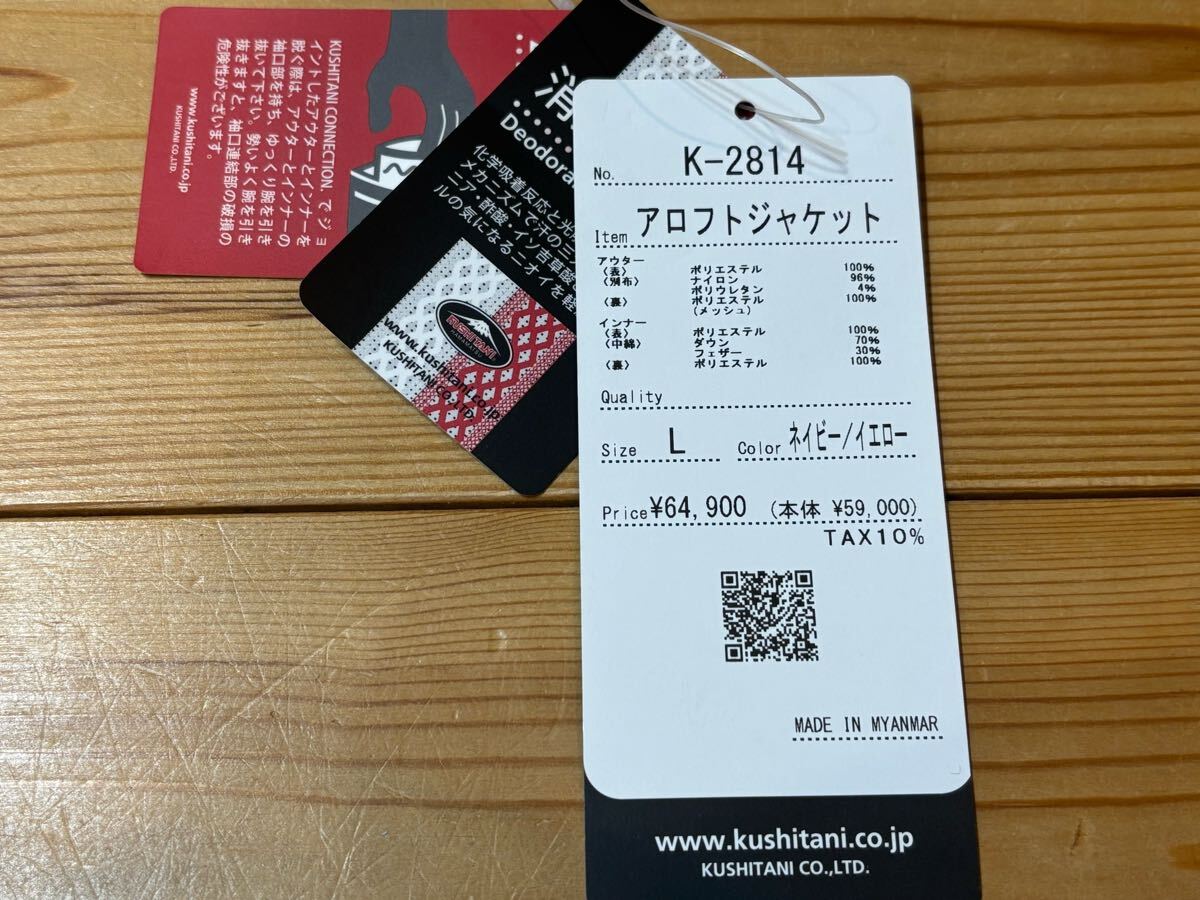 KUSHITANI CONNECTION. でジョ
イントしたアウターとインナーを
脱ぐ際は、アウターとインナーの
袖口部を持ち、ゆっくり腕を引き
抜いて下さい。勢いよく腕を引き
抜きますと、袖口連結部の破損の
危険性がございます。
www.kushitani.co.jp
KUSHITANI CO.,LTD.
消
Deodora
化学吸着反応と光
メカニズムで汗の三
ニア・酢酸・イソ吉草酸
ルの気になるニオイを軽
KUSHITANI
www.kushitani.co.jp
KUSHITANI CO.,LTD.
No. K-2814
Item アロフトジャケット
アウター
〈表〉 ポリエステル 100%
〈別布〉 ナイロン 96%
ポリウレタン 4%
〈裏〉 ポリエステル 100%
(メッシュ)
インナー
〈表〉 ポリエステル 100%
〈中綿〉 ダウン 70%
フェザー 30%
〈裏〉 ポリエステル 100%
Quality
Size L Color ネイビー/イエロー
Price ¥64,900 (本体 ¥59,000)
TAX10%
MADE IN MYANMAR
www.kushitani.co.jp
KUSHITANI CO.,LTD.